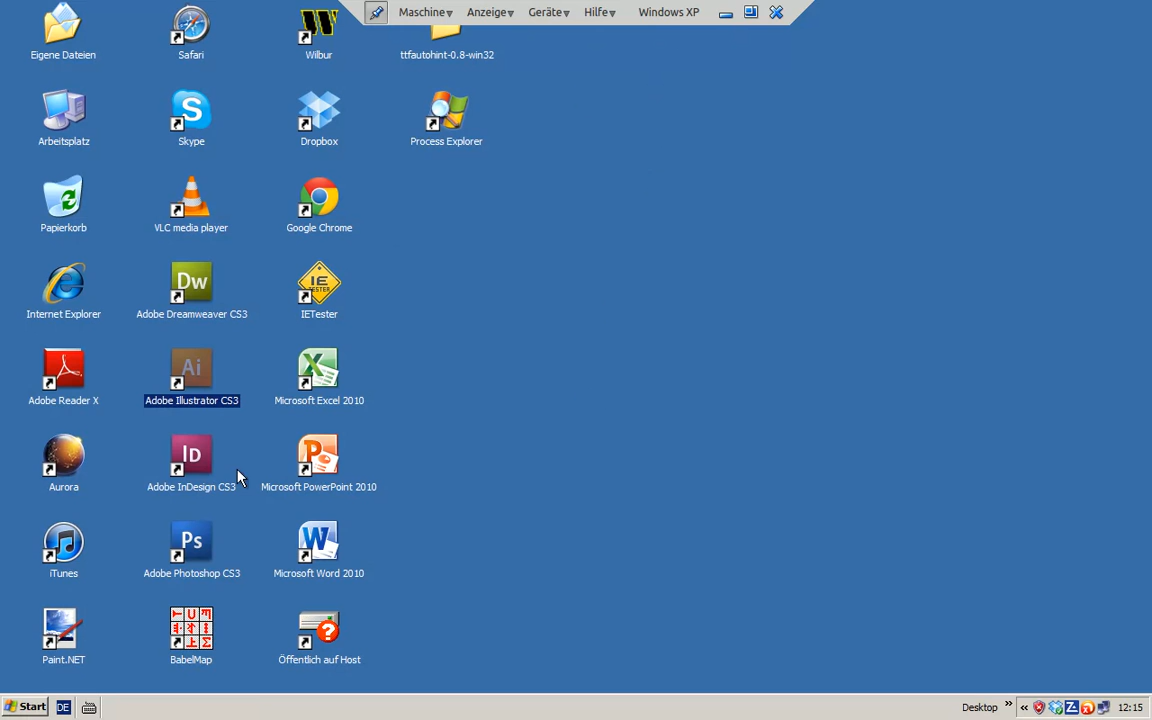 Maschine Anzeige Geräte Hilfe Windows XP
Eigene Dateien Safari Wilbur ttfautohint-0.8-win32
Arbeitsplatz Skype Dropbox Process Explorer
Papierkorb VLC media player Google Chrome
Dw
IE
TESTER
Internet Explorer Adobe Dreamweaver CS3 IETester
Ai
Adobe Reader X Adobe Illustrator CS3 Microsoft Excel 2010
ID
Aurora Adobe InDesign CS3 Microsoft PowerPoint 2010
Ps
iTunes Adobe Photoshop CS3 Microsoft Word 2010
Paint.NET BabelMap Öffentlich auf Host
Start DE Desktop 12:15